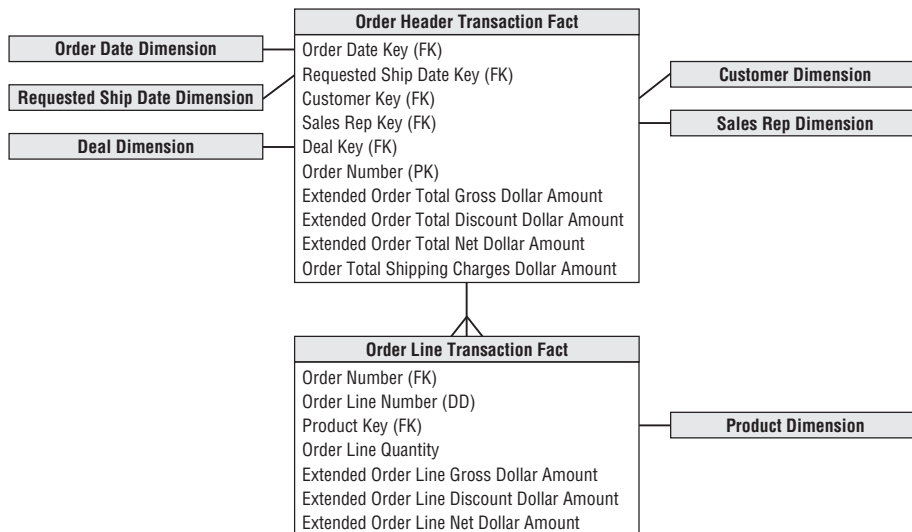 Order Header Transaction Fact
Order Date Dimension
Order Date Key (FK)
Requested Ship Date Key (FK)
Customer Dimension
Requested Ship Date Dimension
Customer Key (FK)
Sales Rep Key (FK)
Sales Rep Dimension
Deal Dimension
Deal Key (FK)
Order Number (PK)
Extended Order Total Gross Dollar Amount
Extended Order Total Discount Dollar Amount
Extended Order Total Net Dollar Amount
Order Total Shipping Charges Dollar Amount
Order Line Transaction Fact
Order Number (FK)
Order Line Number (DD)
Product Key (FK)
Product Dimension
Order Line Quantity
Extended Order Line Gross Dollar Amount
Extended Order Line Discount Dollar Amount
Extended Order Line Net Dollar Amount